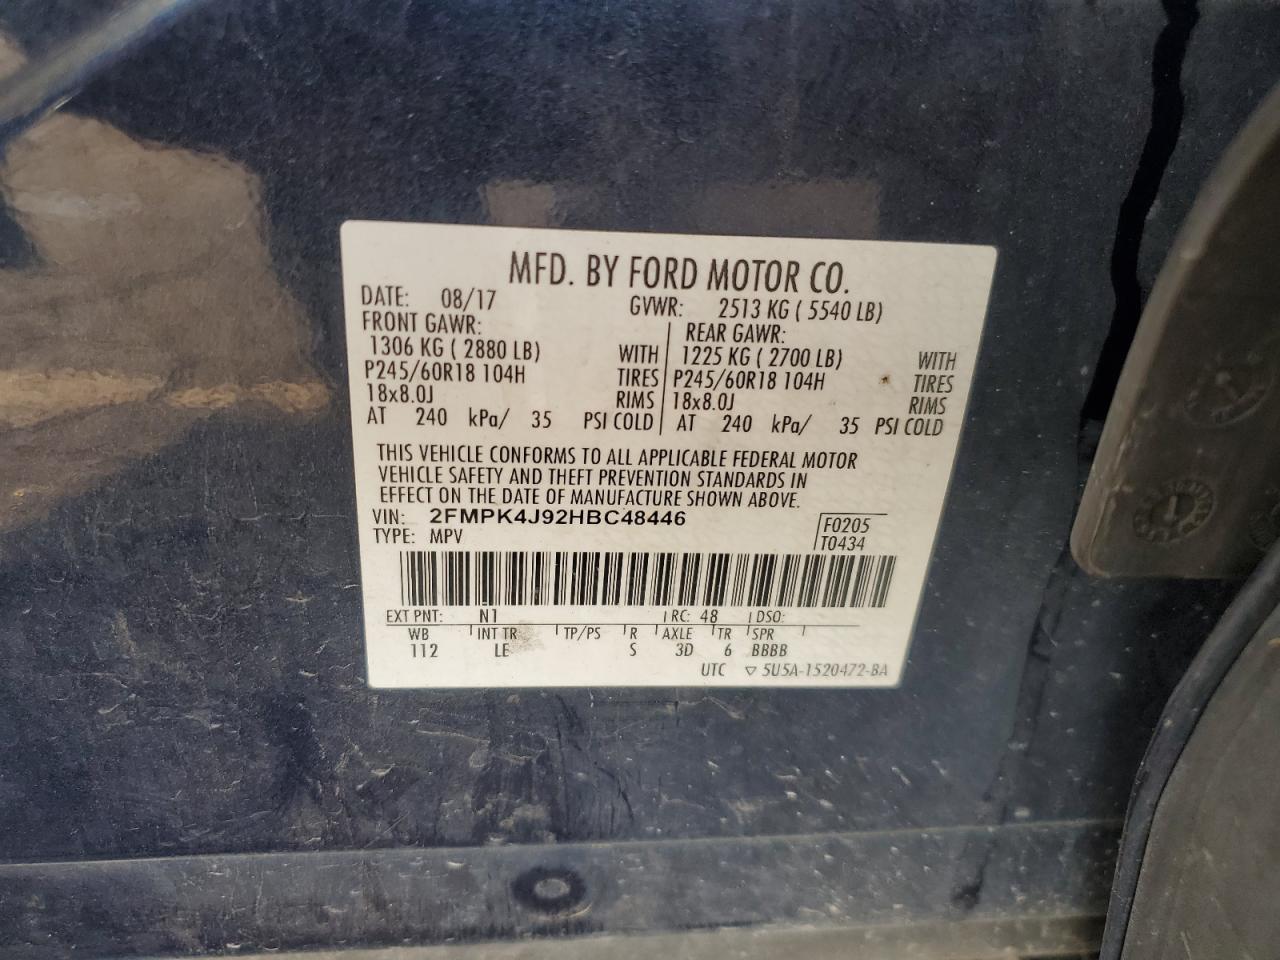 MFD. BY FORD MOTOR CO.
DATE: 08/17 GVWR: 2513 KG ( 5540 LB)
FRONT GAWR: REAR GAWR:
1306 KG ( 2880 LB) WITH 1225 KG ( 2700 LB) WITH
P245/60R18 104H TIRES P245/60R18 104H TIRES
18x8.0J RIMS 18x8.0J RIMS
AT 240 kPa/ 35 PSI COLD AT 240 kPa/ 35 PSI COLD
THIS VEHICLE CONFORMS TO ALL APPLICABLE FEDERAL MOTOR
VEHICLE SAFETY AND THEFT PREVENTION STANDARDS IN
EFFECT ON THE DATE OF MANUFACTURE SHOWN ABOVE.
VIN: 2FMPK4J92HBC48446 F0205
TYPE: MPV T0434
EXT PNT: N1 RC: 48 DSO:
WB INT TR TP/PS R AXLE TR SPR
112 LE S 3D 6 BBBB
UTC ▽ 5U5A-1520472-BA